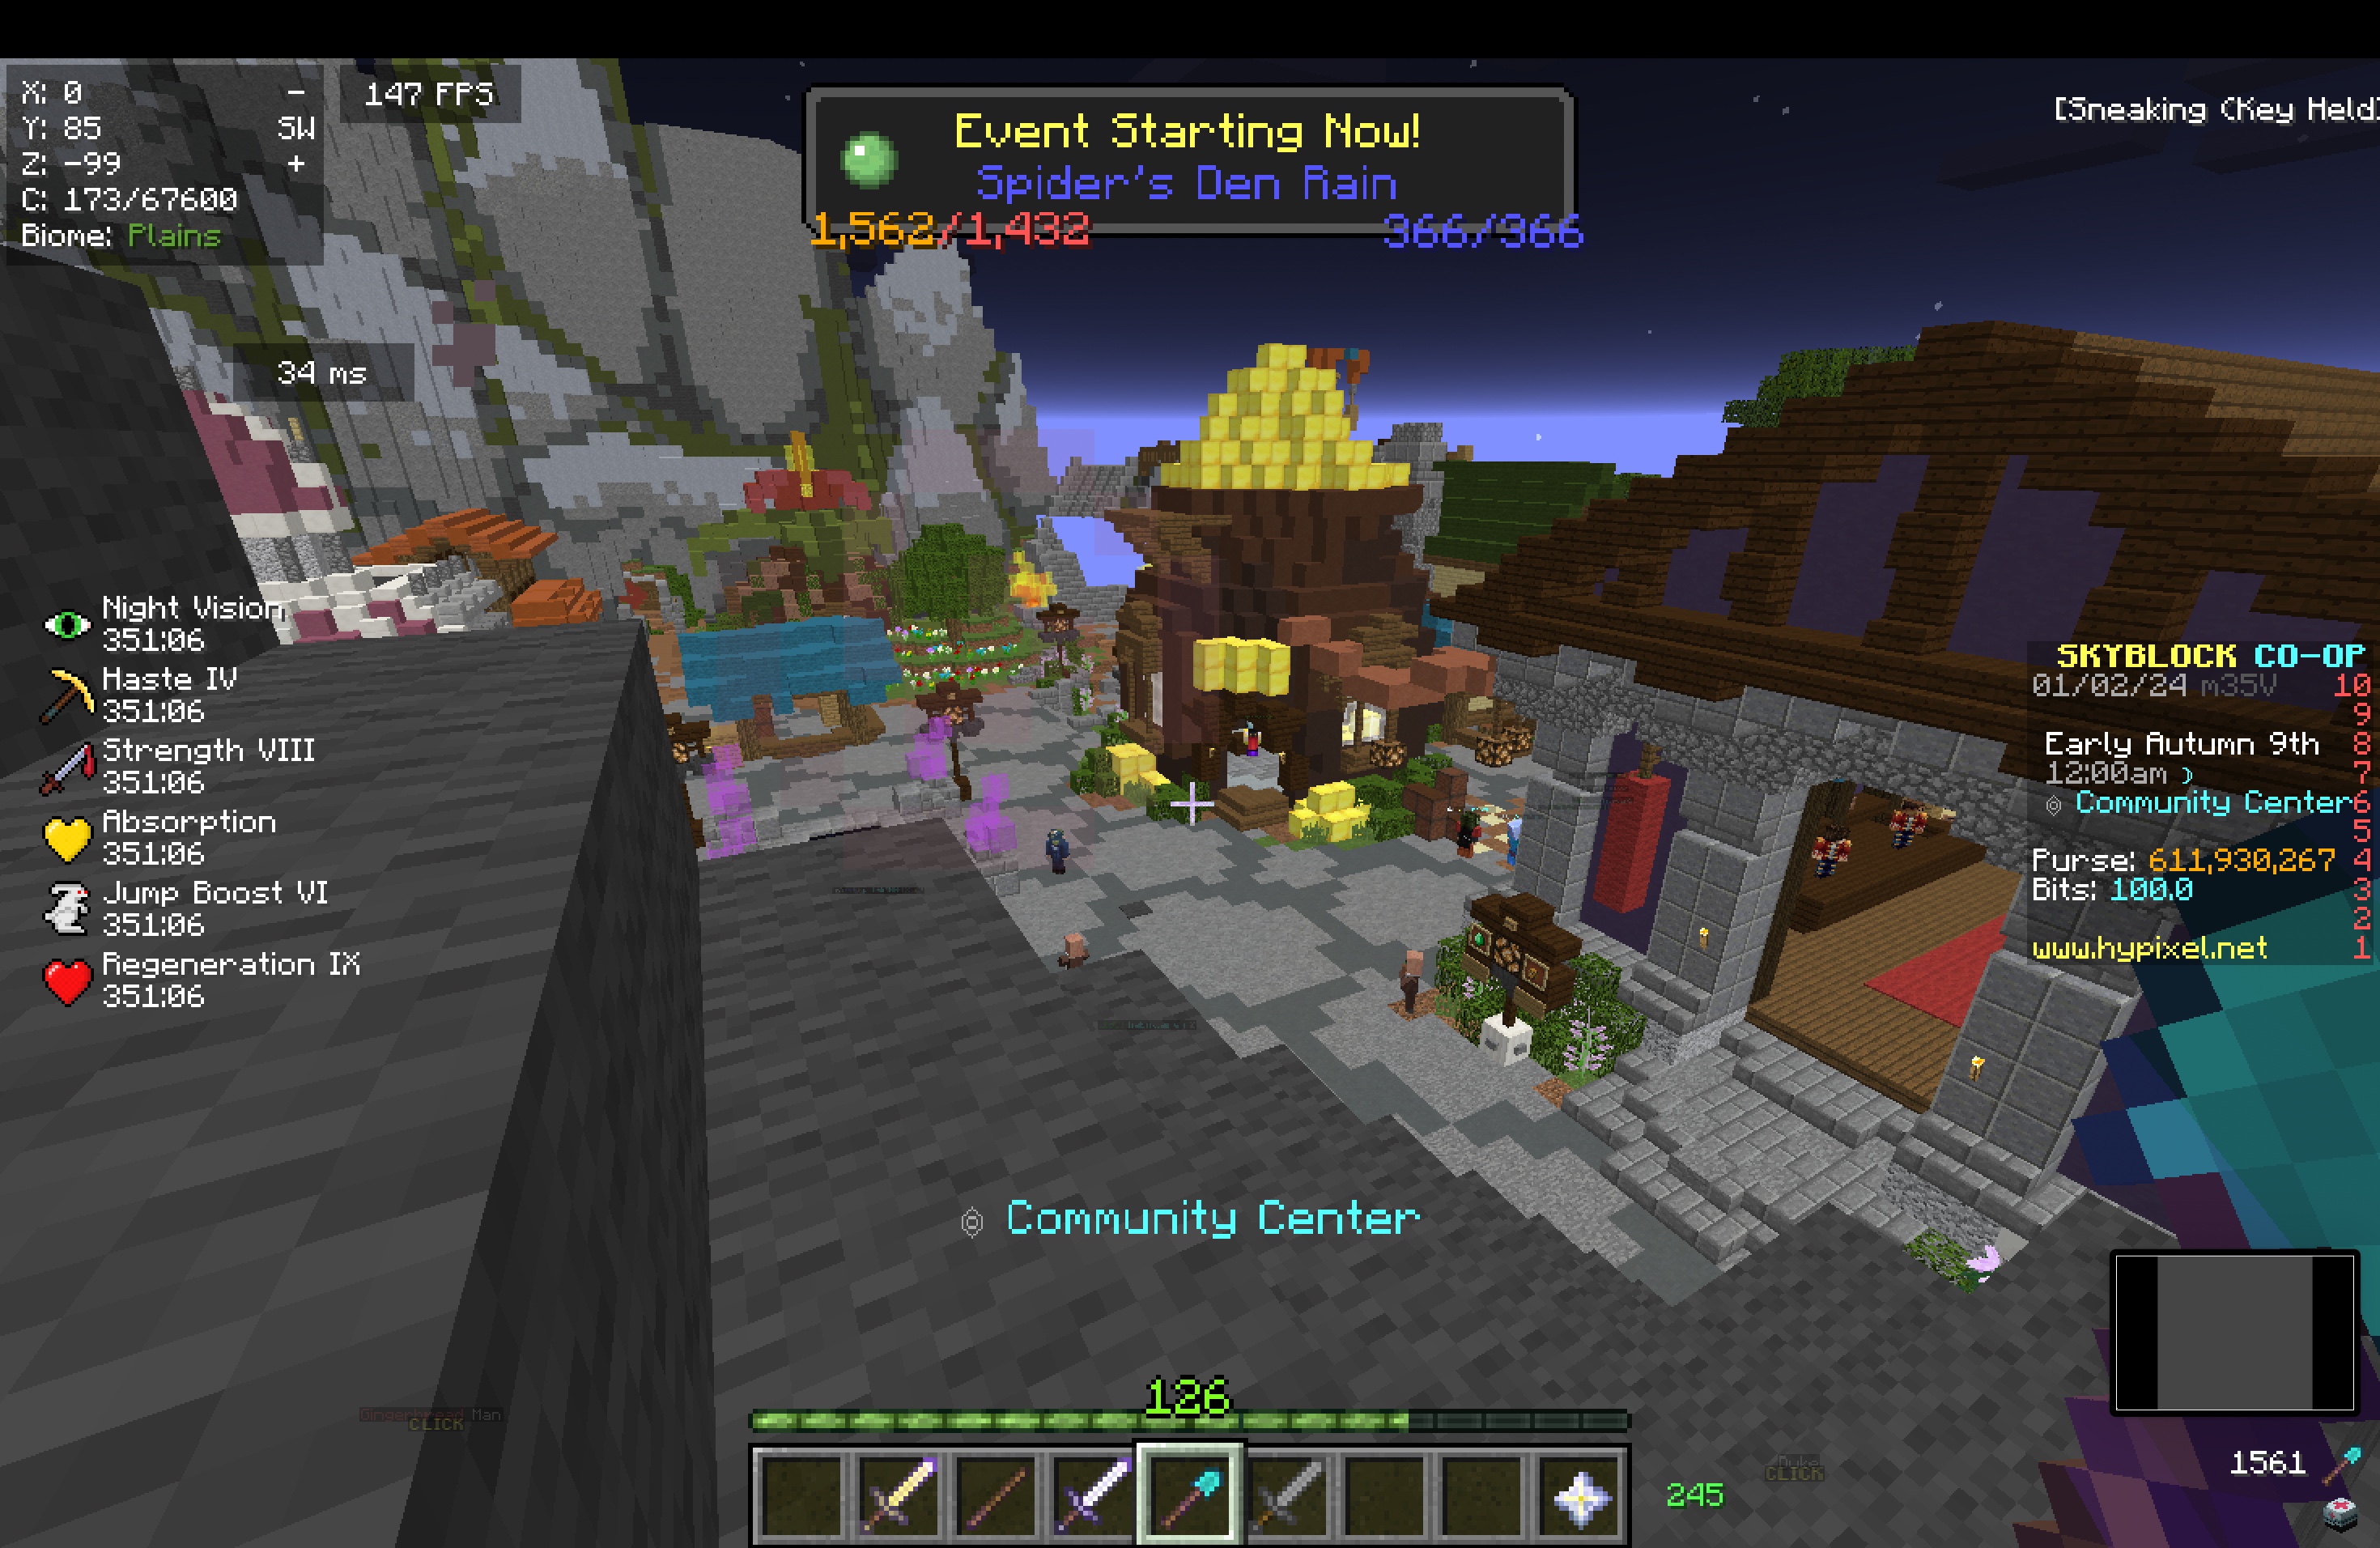 X: 0 -
Y: 85 SW
Z: -99 +
C: 173/67600
Biome: Plains
147 FPS
34 ms
Event Starting Now!
Spider's Den Rain
1,562/1,432
366/366
[Sneaking (Key Held)
Night Vision
351:06
Haste IV
351:06
Strength VIII
351:06
Absorption
351:06
Jump Boost VI
351:06
Regeneration IX
351:06
SKYBLOCK CO-OP
01/02/24 m35V 10
9
Early Autumn 9th 8
12:00am 7
Community Center 6
5
Purse: 611,930,267 4
Bits: 100.0 3
2
www.hypixel.net 1
Community Center
Gingerbread Man
CLICK
Duke
CLICK
126
245
1561